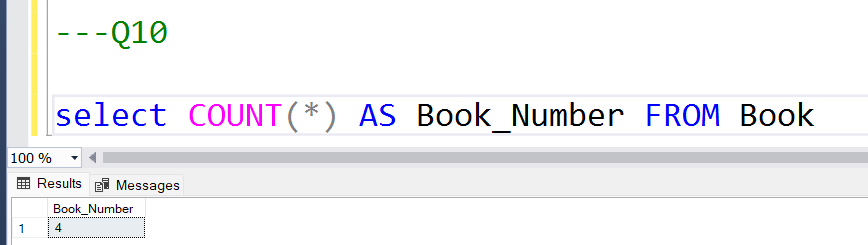 ---Q10
select COUNT(*) AS Book_Number FROM Book
100 %
Results Messages
Book_Number
1 4